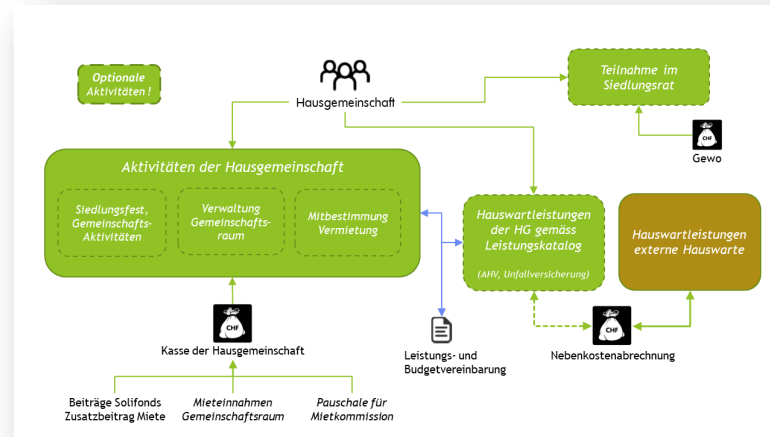 Optionale
Aktivitäten !
Hausgemeinschaft
Teilnahme im
Siedlungsrat
CHF
Gewo
Aktivitäten der Hausgemeinschaft
Siedlungsfest,
Gemeinschafts-
Aktivitäten
Verwaltung
Gemeinschafts-
raum
Mitbestimmung
Vermietung
Hauswartleistungen
der HG gemäss
Leistungskatalog
(AHV, Unfallversicherung)
Hauswartleistungen
externe Hauswarte
CHF
Kasse der Hausgemeinschaft
Leistungs- und
Budgetvereinbarung
CHF
Nebenkostenabrechnung
Beiträge Solifonds
Zusatzbeitrag Miete
Mieteinnahmen
Gemeinschaftsraum
Pauschale für
Mietkommission